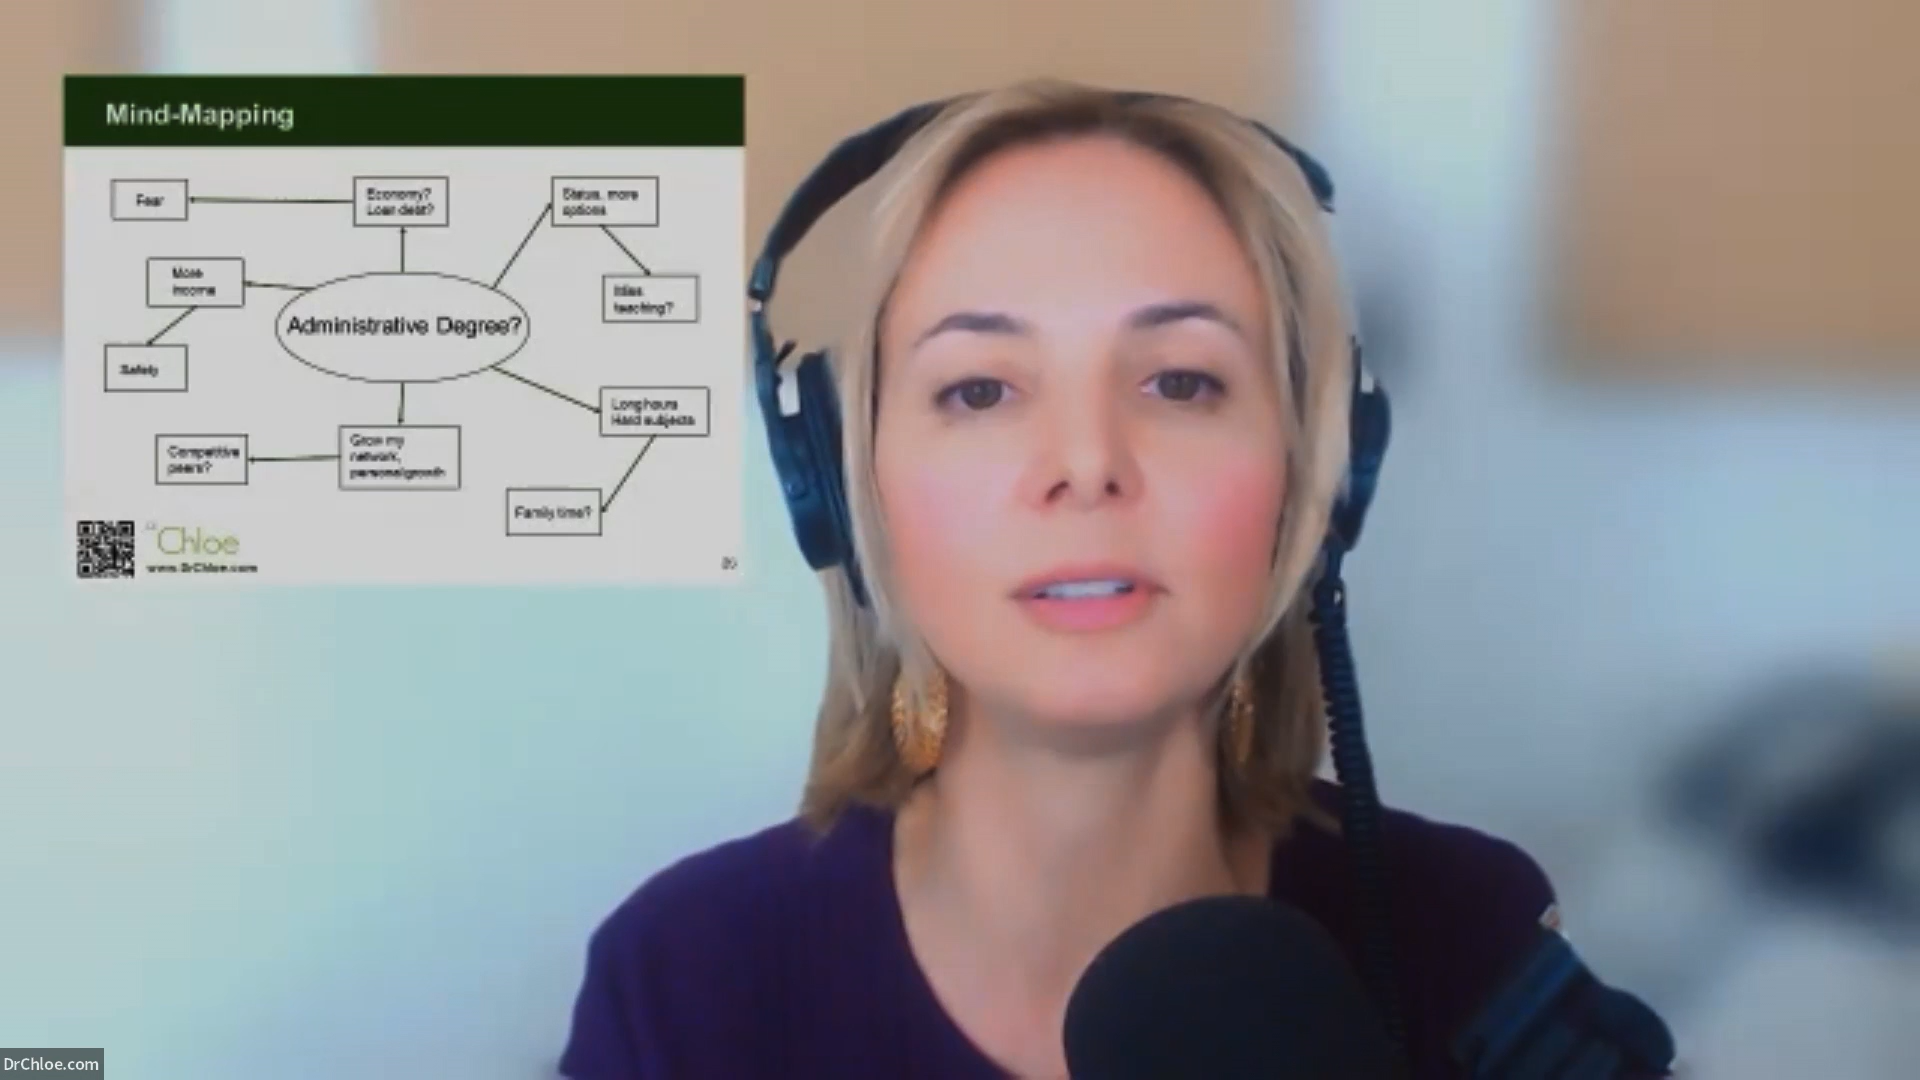 Mind-Mapping
Fear
Economy?
Loan debt?
Status, more
options
More
income
Miss
teaching?
Administrative Degree?
Safety
Long hours
Hard subjects
Competitive
peers?
Grow my
network,
personal growth
Family time?
Chloe
www.DrChloe.com
DrChloe.com